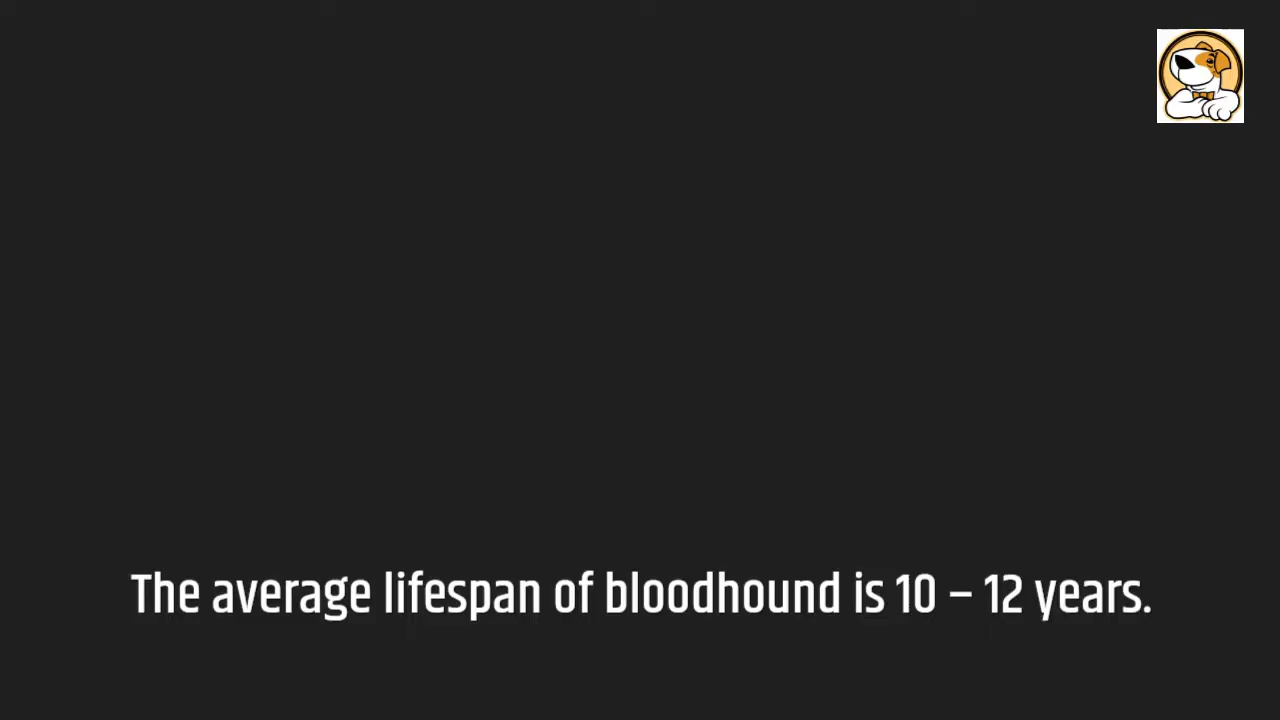 The average lifespan of bloodhound is 10 – 12 years.